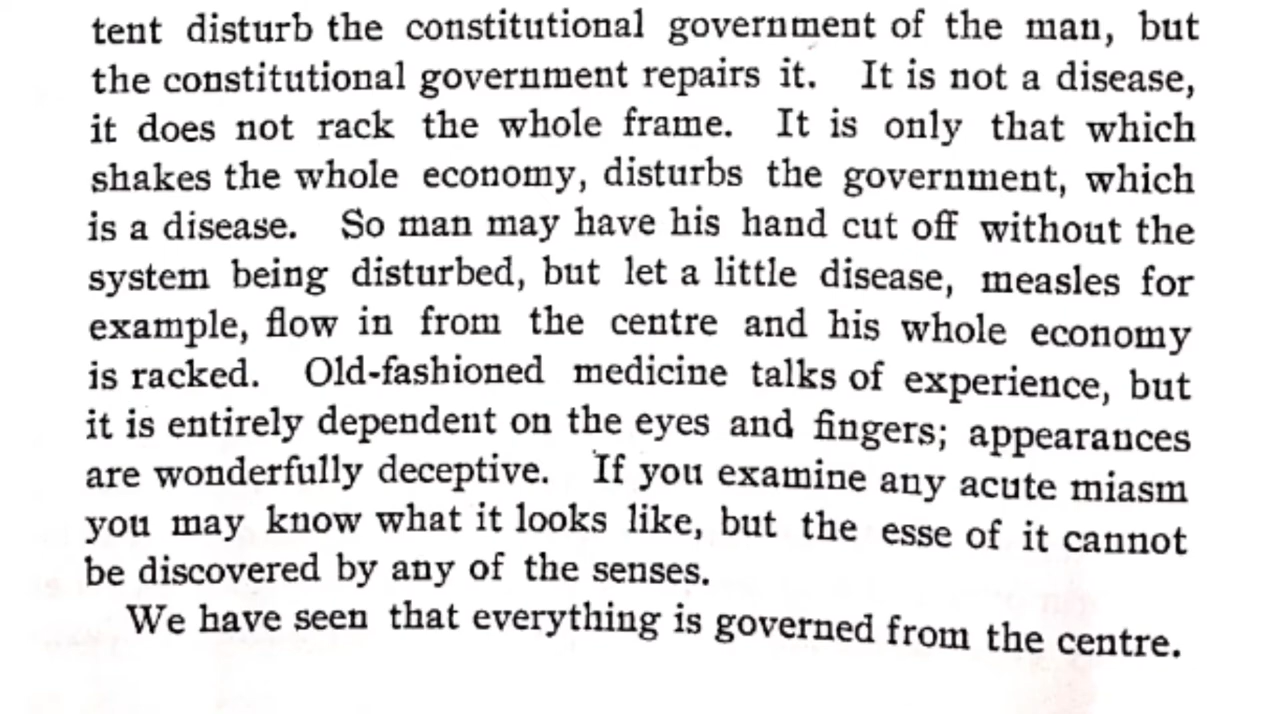 tent disturb the constitutional government of the man, but
the constitutional government repairs it. It is not a disease,
it does not rack the whole frame. It is only that which
shakes the whole economy, disturbs the government, which
is a disease. So man may have his hand cut off without the
system being disturbed, but let a little disease, measles for
example, flow in from the centre and his whole economy
is racked. Old-fashioned medicine talks of experience, but
it is entirely dependent on the eyes and fingers; appearances
are wonderfully deceptive. If you examine any acute miasm
you may know what it looks like, but the esse of it cannot
be discovered by any of the senses.
We have seen that everything is governed from the centre.